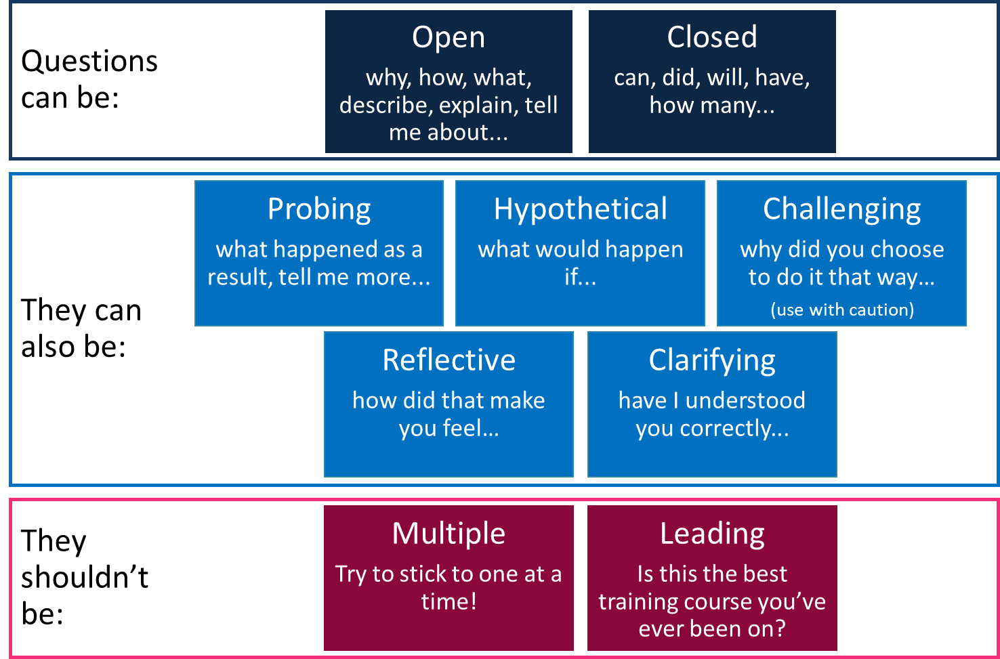 Questions
can be:
Open
why, how, what,
describe, explain, tell
me about...
Closed
can, did, will, have,
how many...
They can
also be:
Probing
what happened as a
result, tell me more...
Hypothetical
what would happen
if...
Challenging
why did you choose
to do it that way…
(use with caution)
Reflective
how did that make
you feel…
Clarifying
have I understood
you correctly...
They
shouldn’t
be:
Multiple
Try to stick to one at a
time!
Leading
Is this the best
training course you’ve
ever been on?